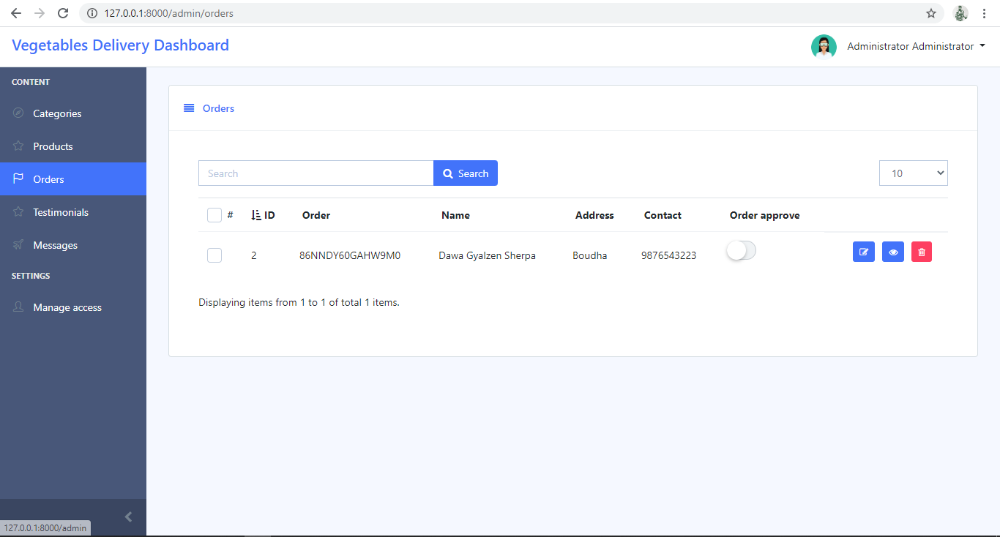 127.0.0.1:8000/admin/orders
Vegetables Delivery Dashboard
Administrator Administrator
CONTENT
Categories
Products
Orders
Testimonials
Messages
SETTINGS
Manage access
Orders
Search Search 10
# ID Order Name Address Contact Order approve
2 86NNDY60GAHW9M0 Dawa Gyalzen Sherpa Boudha 9876543223
Displaying items from 1 to 1 of total 1 items.
127.0.0.1:8000/admin